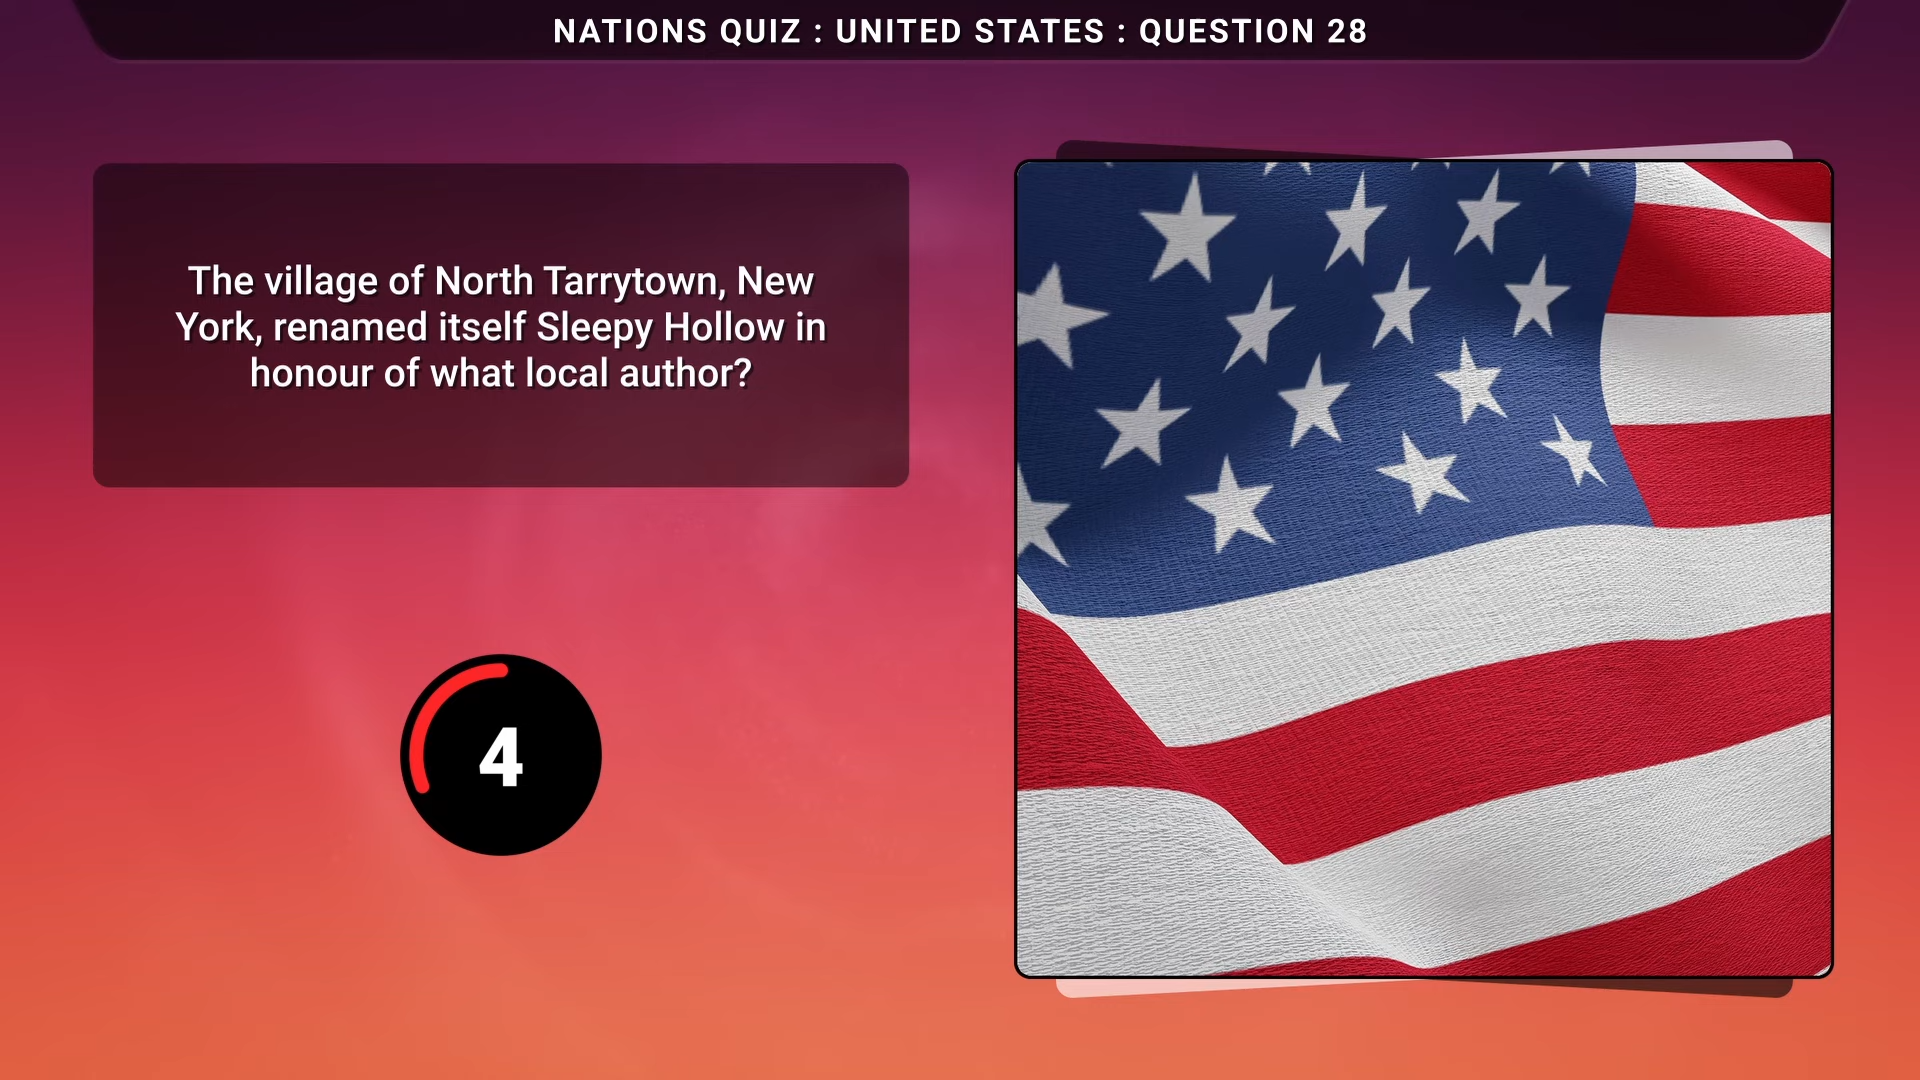 NATIONS QUIZ : UNITED STATES : QUESTION 28
The village of North Tarrytown, New
York, renamed itself Sleepy Hollow in
honour of what local author?
4